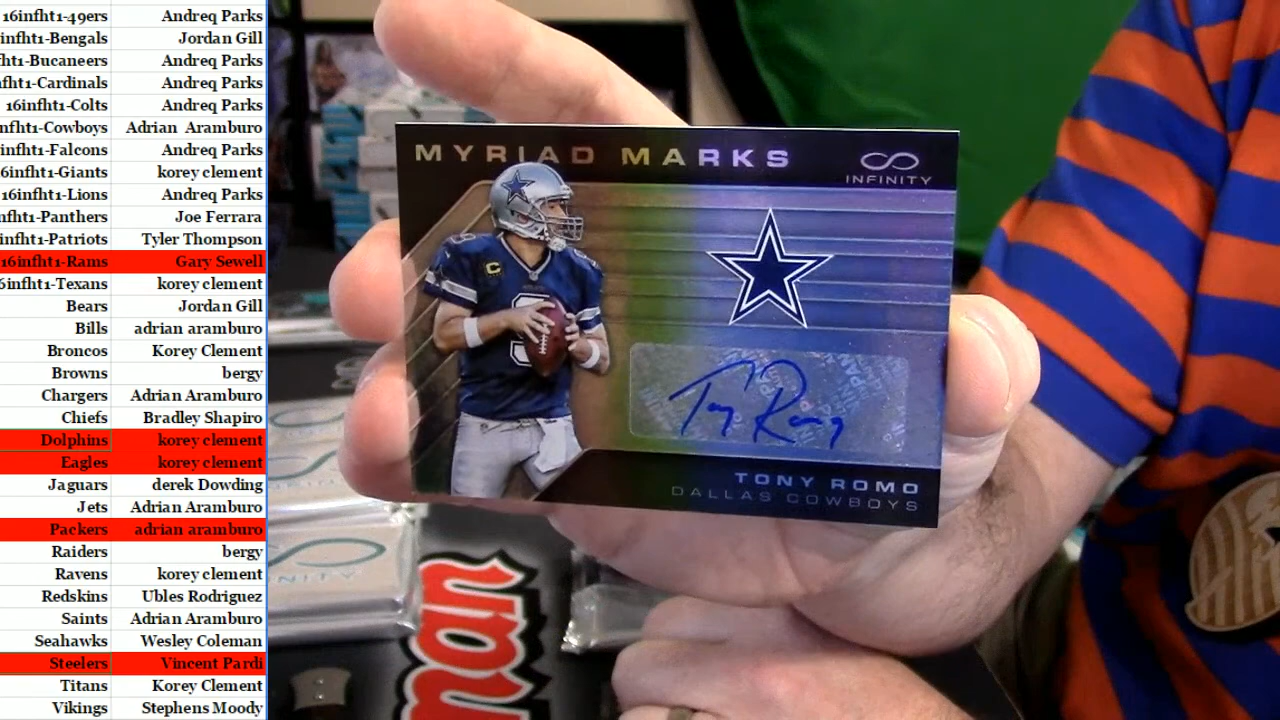 16infht1-49ers Andreq Parks
infht1-Bengals Jordan Gill
ht1-Bucaneers Andreq Parks
fht1-Cardinals Andreq Parks
16infht1-Colts Andreq Parks
nfht1-Cowboys Adrian Aramburo
infht1-Falcons Andreq Parks
6infht1-Giants korey clement
16infht1-Lions Andreq Parks
nfht1-Panthers Joe Ferrara
infht1-Patriots Tyler Thompson
16infht1-Rams Gary Sewell
6infht1-Texans korey clement
Bears Jordan Gill
Bills adrian aramburo
Broncos Korey Clement
Browns bergy
Chargers Adrian Aramburo
Chiefs Bradley Shapiro
Dolphins korey clement
Eagles korey clement
Jaguars derek Dowding
Jets Adrian Aramburo
Packers adrian aramburo
Raiders bergy
Ravens korey clement
Redskins Ubles Rodriguez
Saints Adrian Aramburo
Seahawks Wesley Coleman
Steelers Vincent Pardi
Titans Korey Clement
Vikings Stephens Moody
MYRIAD MARKS
INFINITY
C
9
Tony Romo
TONY ROMO
DALLAS COWBOYS